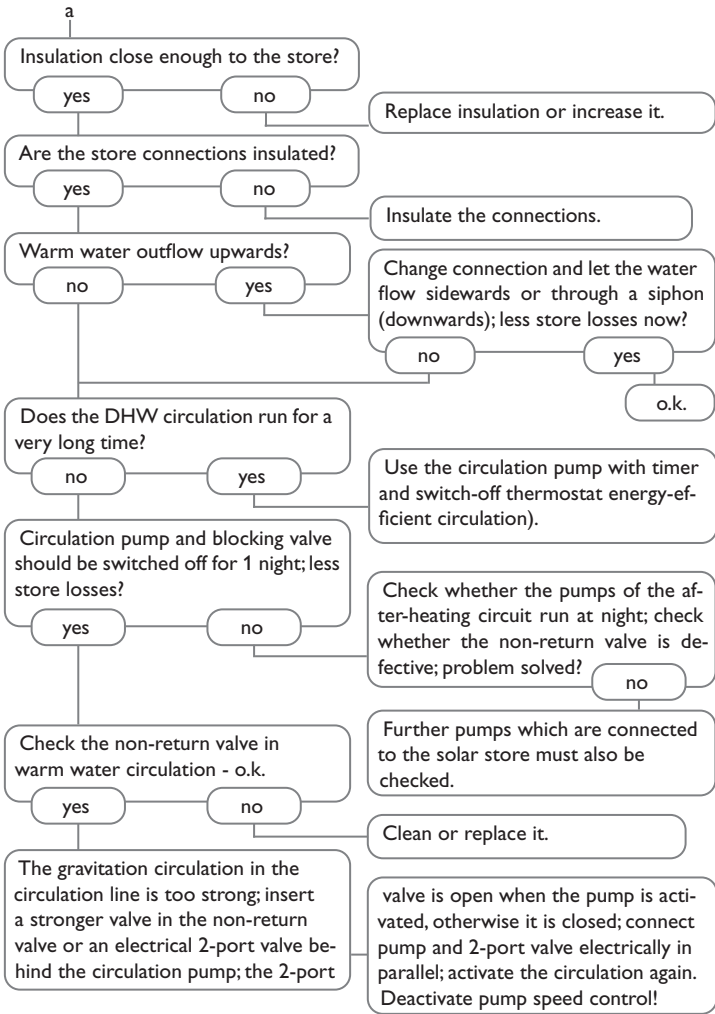 a
Insulation close enough to the store?
yes
no
Replace insulation or increase it.
Are the store connections insulated?
yes
no
Insulate the connections.
Warm water outflow upwards?
no
yes
Change connection and let the water
flow sidewards or through a siphon
(downwards); less store losses now?
no
yes
o.k.
Does the DHW circulation run for a
very long time?
no
yes
Use the circulation pump with timer
and switch-off thermostat energy-ef-
ficient circulation).
Circulation pump and blocking valve
should be switched off for 1 night; less
store losses?
yes
no
Check whether the pumps of the af-
ter-heating circuit run at night; check
whether the non-return valve is de-
fective; problem solved?
no
Further pumps which are connected
to the solar store must also be
checked.
Check the non-return valve in
warm water circulation - o.k.
yes
no
Clean or replace it.
The gravitation circulation in the
circulation line is too strong; insert
a stronger valve in the non-return
valve or an electrical 2-port valve be-
hind the circulation pump; the 2-port
valve is open when the pump is acti-
vated, otherwise it is closed; connect
pump and 2-port valve electrically in
parallel; activate the circulation again.
Deactivate pump speed control!